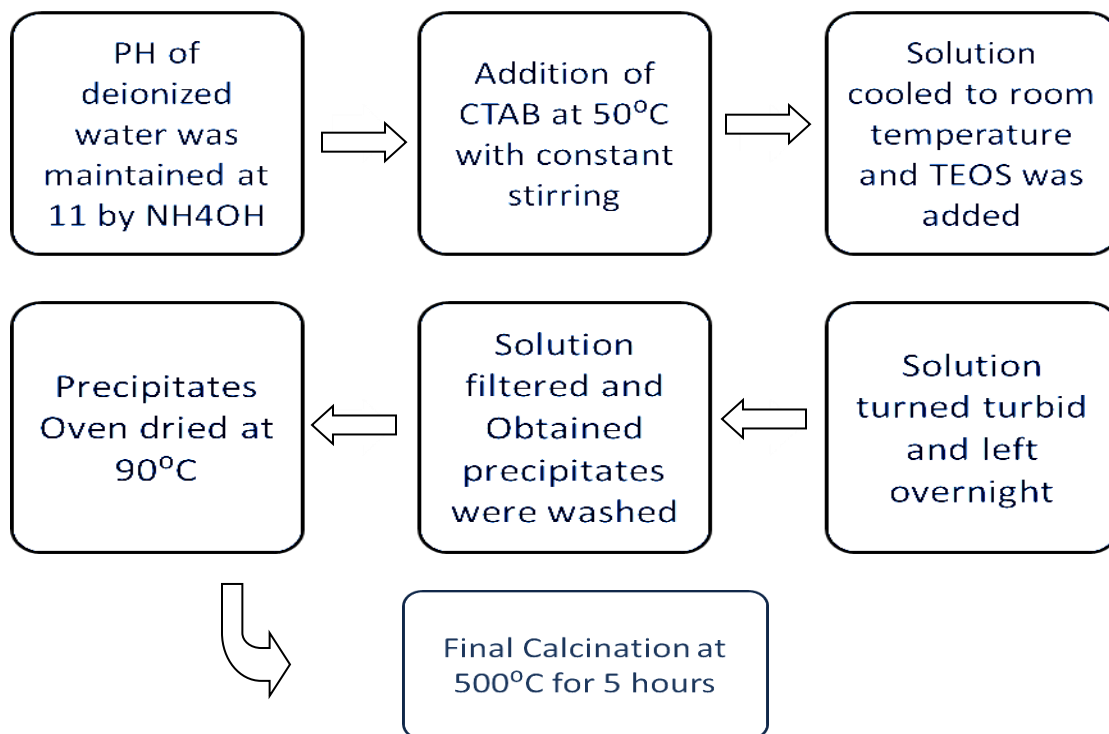 PH of
deionized
water was
maintained at
11 by NH4OH
Addition of
CTAB at 50°C
with constant
stirring
Solution
cooled to room
temperature
and TEOS was
added
Solution
turned turbid
and left
overnight
Solution
filtered and
Obtained
precipitates
were washed
Precipitates
Oven dried at
90°C
Final Calcination at
500°C for 5 hours